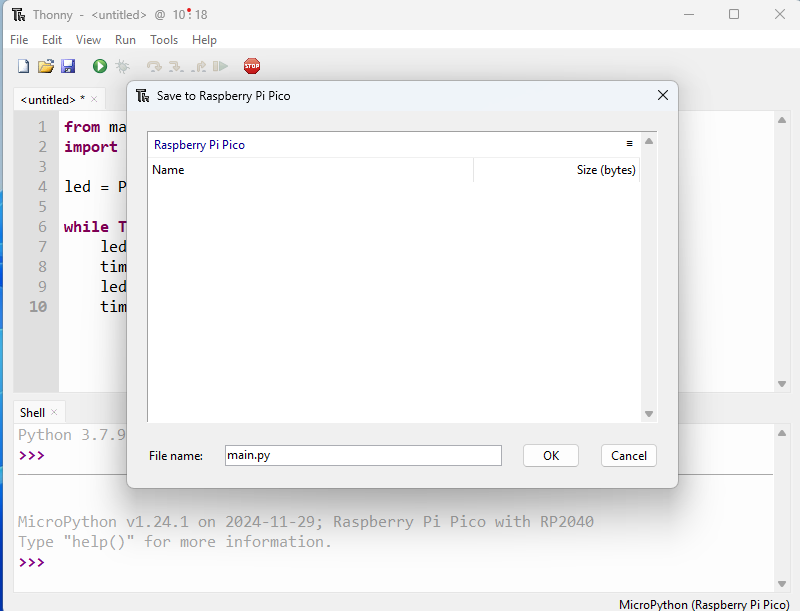 Thonny - <untitled> @ 10:18
File Edit View Run Tools Help
STOP
<untitled> *
Save to Raspberry Pi Pico
Raspberry Pi Pico
Name Size (bytes)
1 from ma
2 import
3
4 led = P
5
6 while T
7 led
8 tim
9 led
10 tim
File name: main.py OK Cancel
Shell
Python 3.7.9
>>>
MicroPython v1.24.1 on 2024-11-29; Raspberry Pi Pico with RP2040
Type "help()" for more information.
>>>
MicroPython (Raspberry Pi Pico)